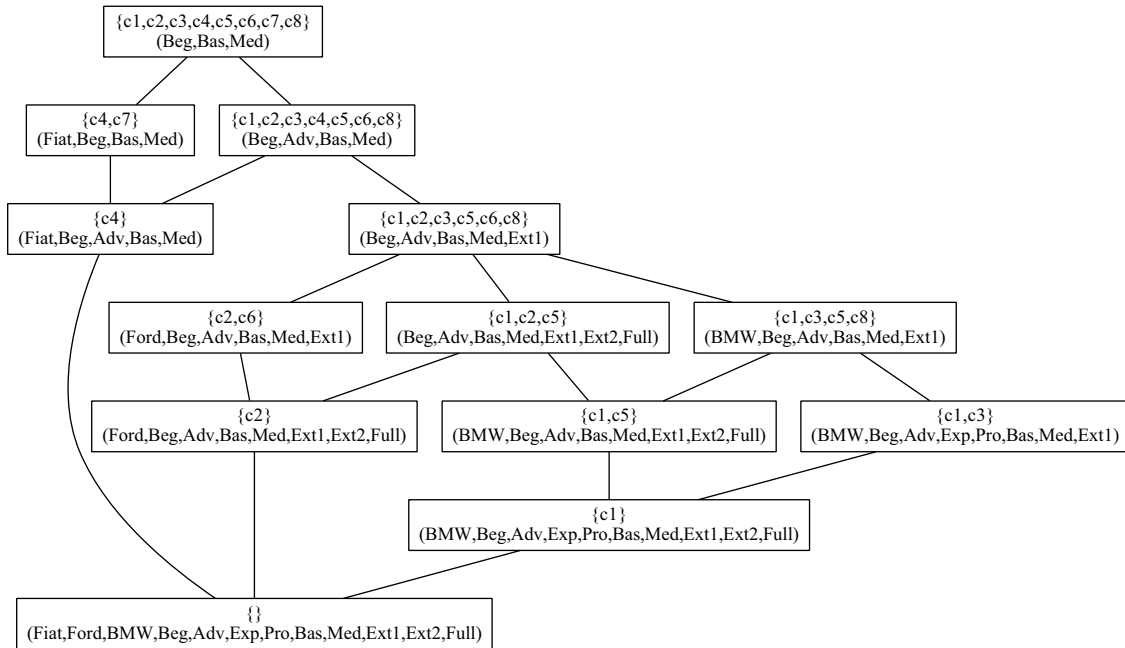 {c1,c2,c3,c4,c5,c6,c7,c8}
(Beg,Bas,Med)
{c4,c7}
(Fiat,Beg,Bas,Med)
{c1,c2,c3,c4,c5,c6,c8}
(Beg,Adv,Bas,Med)
{c4}
(Fiat,Beg,Adv,Bas,Med)
{c1,c2,c3,c5,c6,c8}
(Beg,Adv,Bas,Med,Ext1)
{c2,c6}
(Ford,Beg,Adv,Bas,Med,Ext1)
{c1,c2,c5}
(Beg,Adv,Bas,Med,Ext1,Ext2,Full)
{c1,c3,c5,c8}
(BMW,Beg,Adv,Bas,Med,Ext1)
{c2}
(Ford,Beg,Adv,Bas,Med,Ext1,Ext2,Full)
{c1,c5}
(BMW,Beg,Adv,Bas,Med,Ext1,Ext2,Full)
{c1,c3}
(BMW,Beg,Adv,Exp,Pro,Bas,Med,Ext1)
{c1}
(BMW,Beg,Adv,Exp,Pro,Bas,Med,Ext1,Ext2,Full)
{}
(Fiat,Ford,BMW,Beg,Adv,Exp,Pro,Bas,Med,Ext1,Ext2,Full)